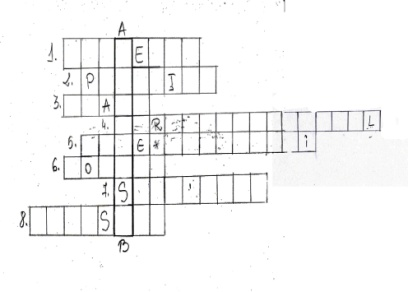 A
1. E
2. P I
3. A
4. R L
5. E * i
6. O
7. S ,
8. S
B